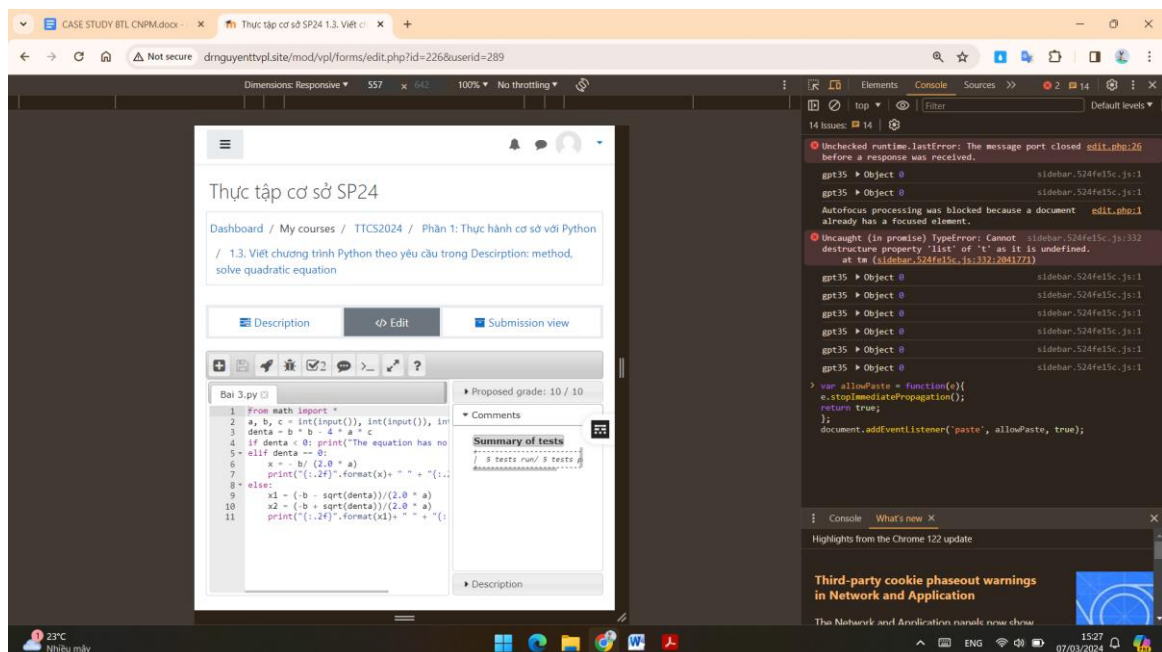 CASE STUDY BTL CNPM.docx -
Thực tập cơ sở SP24 1.3. Viết ch
Not secure
drnguyenttvpl.site/mod/vpl/forms/edit.php?id=226&userid=289
Dimensions: Responsive 557 x 642 100% No throttling
Elements Console Sources 2 14
top Filter Default levels
14 Issues: 14
Thực tập cơ sở SP24
Dashboard / My courses / TTCS2024 / Phần 1: Thực hành cơ sở với Python
/ 1.3. Viết chương trình Python theo yêu cầu trong Descirption: method,
solve quadratic equation
Description </> Edit Submission view
2 >_ ?
Bai 3.py
1 from math import *
2 a, b, c = int(input()), int(input()), in
3 denta = b * b - 4 * a * c
4 if denta < 0: print("The equation has no
5 elif denta == 0:
6 x = - b/ (2.0 * a)
7 print("{:.2f}".format(x)+ " " + "{:.
8 else:
9 x1 = (-b - sqrt(denta))/(2.0 * a)
10 x2 = (-b + sqrt(denta))/(2.0 * a)
11 print("{:.2f}".format(x1)+ " " + "{:
Proposed grade: 10 / 10
Comments
Summary of tests
| 5 tests run/ 5 tests p
Description
Unchecked runtime.lastError: The message port closed edit.php:26
before a response was received.
gpt35 Object sidebar.524fe15c.js:1
gpt35 Object sidebar.524fe15c.js:1
Autofocus processing was blocked because a document edit.php:1
already has a focused element.
Uncaught (in promise) TypeError: Cannot sidebar.524fe15c.js:332
destructure property 'list' of 't' as it is undefined.
at tm (sidebar.524fe15c.js:332:2041771)
gpt35 Object sidebar.524fe15c.js:1
gpt35 Object sidebar.524fe15c.js:1
gpt35 Object sidebar.524fe15c.js:1
gpt35 Object sidebar.524fe15c.js:1
gpt35 Object sidebar.524fe15c.js:1
gpt35 Object sidebar.524fe15c.js:1
> var allowPaste = function(e){
e.stopImmediatePropagation();
return true;
};
document.addEventListener('paste', allowPaste, true);
Console What's new
Highlights from the Chrome 122 update
Third-party cookie phaseout warnings
in Network and Application
The Network and Application panels now show
1
23°C
Nhiều mây
ENG
15:27
07/03/2024